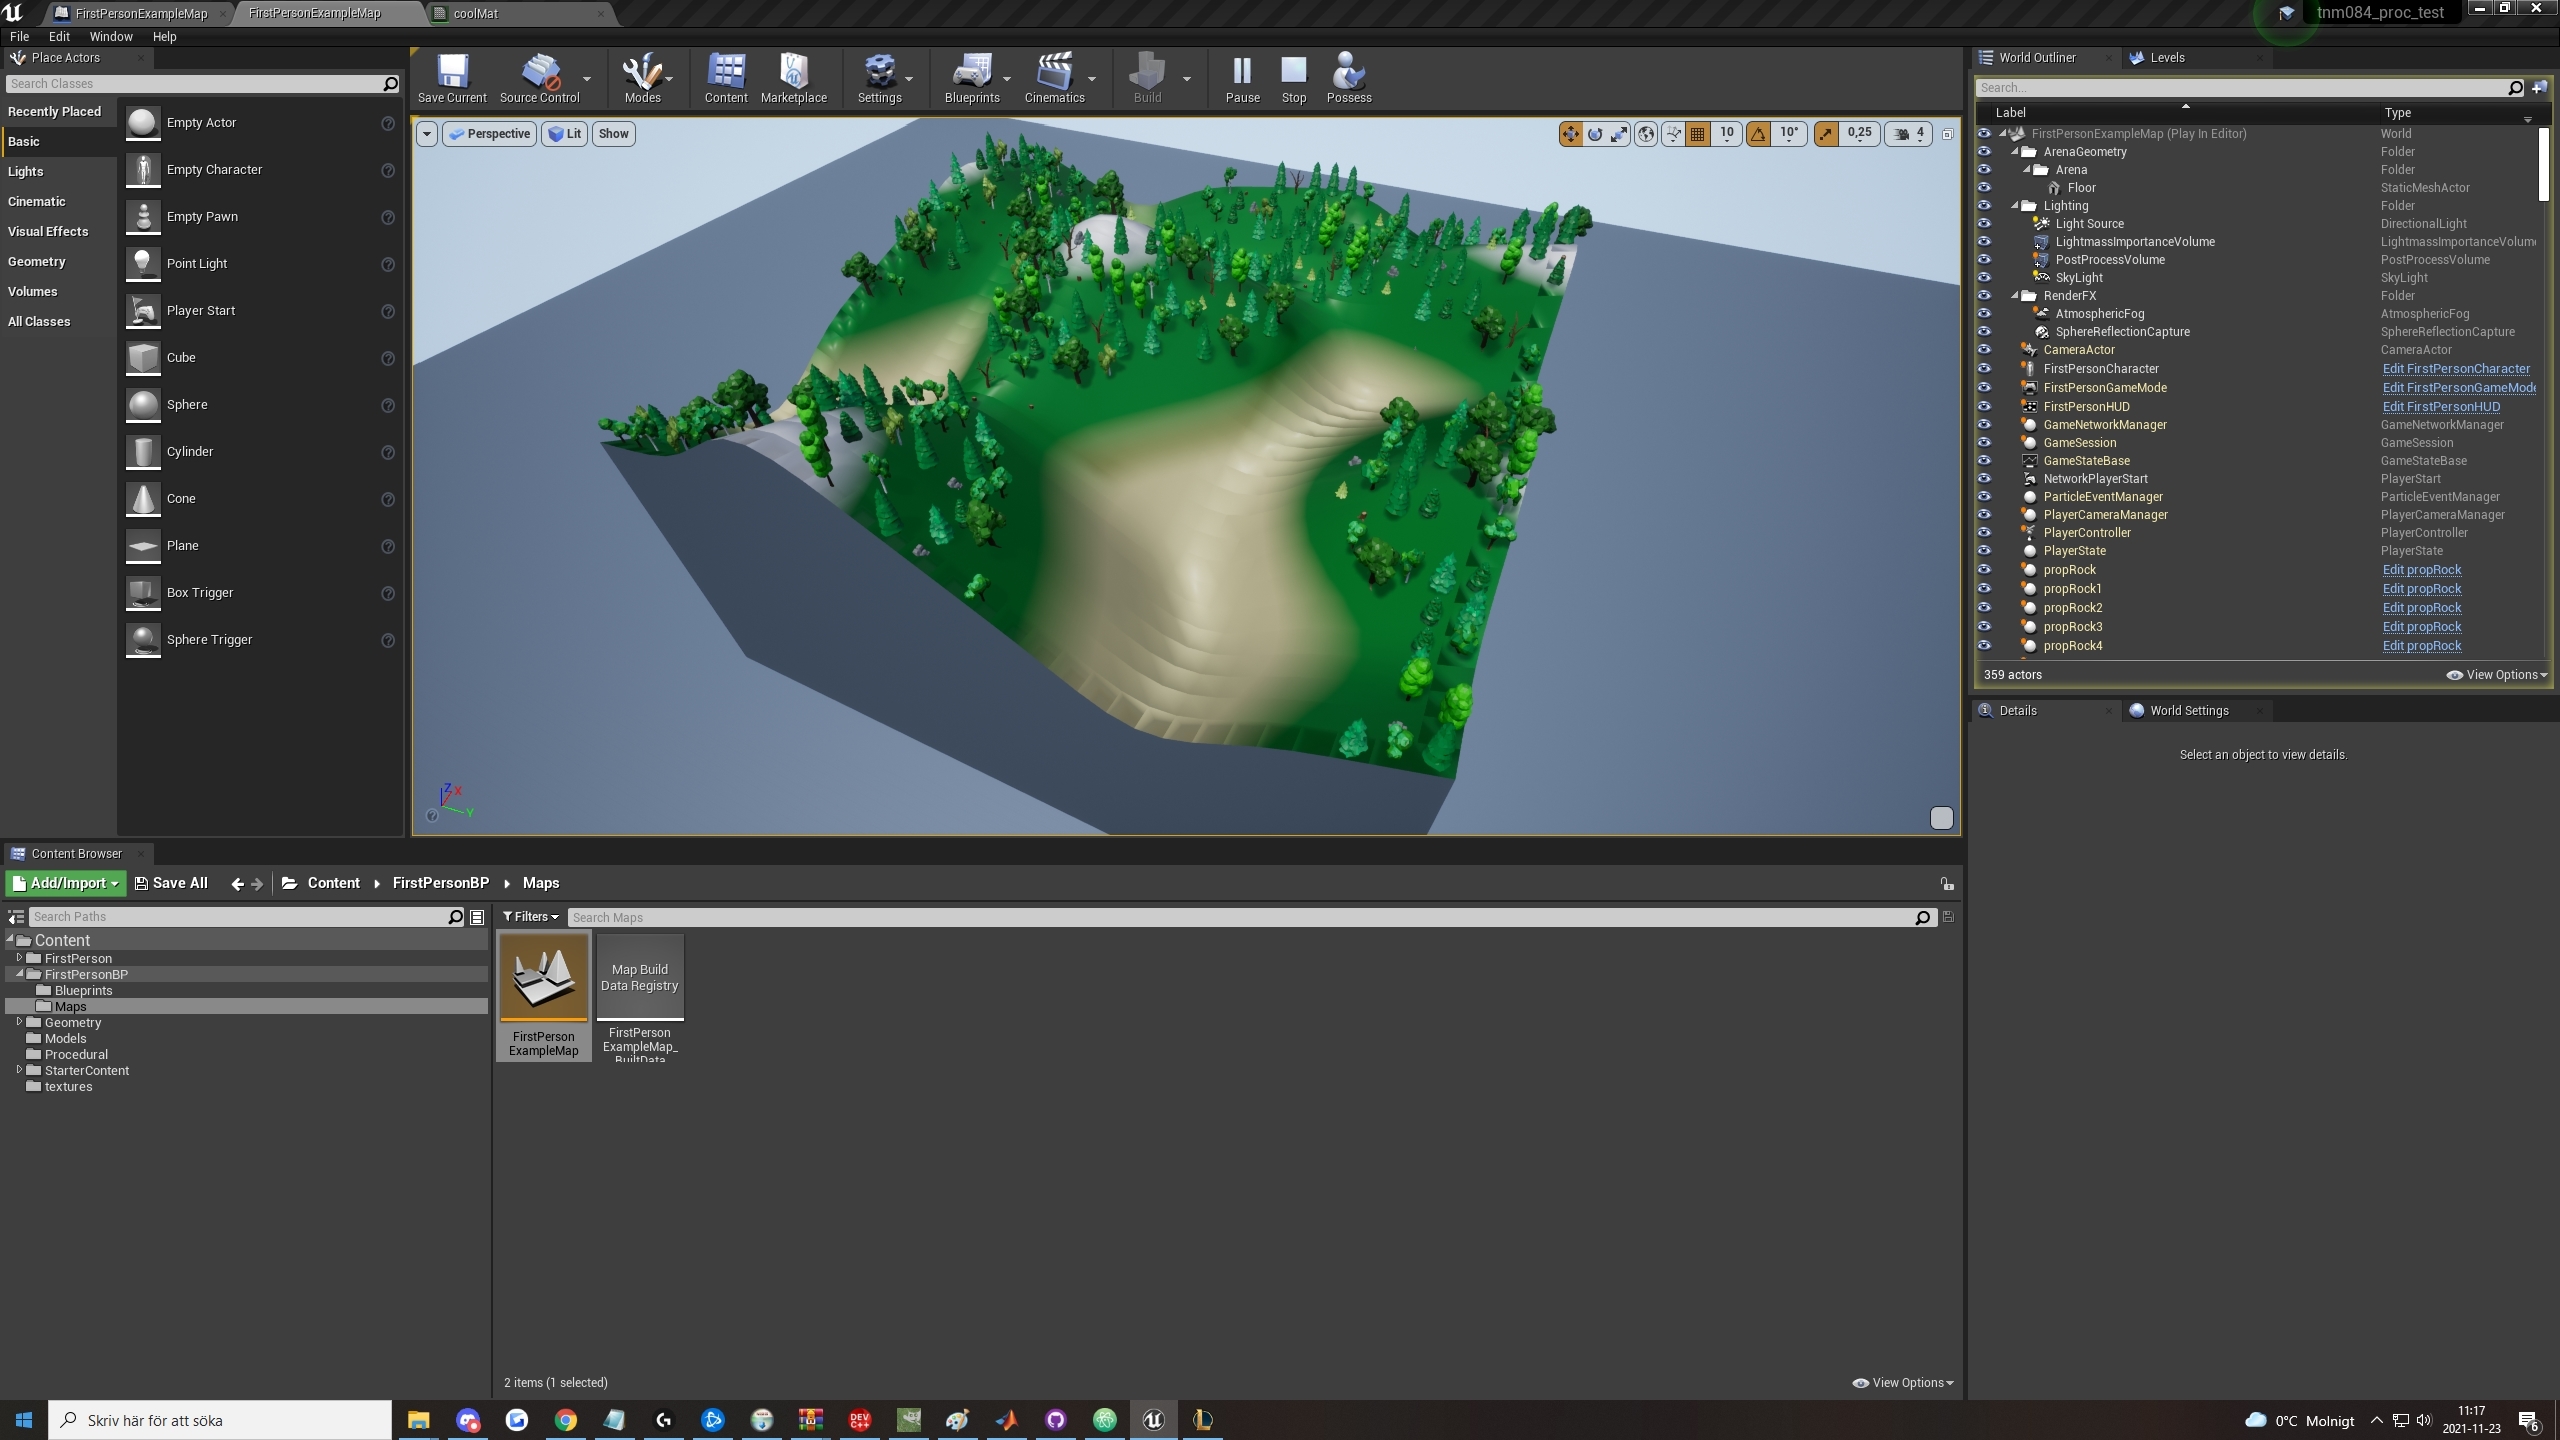 FirstPersonExampleMap
FirstPersonExampleMap
coolMat
tnm084_proc_test
File Edit Window Help
Place Actors
Search Classes
Recently Placed
Basic
Lights
Cinematic
Visual Effects
Geometry
Volumes
All Classes
Empty Actor
Empty Character
Empty Pawn
Point Light
Player Start
Cube
Sphere
Cylinder
Cone
Plane
Box Trigger
Sphere Trigger
Save Current
Source Control
Modes
Content
Marketplace
Settings
Blueprints
Cinematics
Build
Pause
Stop
Possess
Perspective
Lit
Show
10
10°
0,25
4
Z
X
Y
World Outliner
Levels
Search...
Label Type
FirstPersonExampleMap (Play In Editor) World
ArenaGeometry Folder
Arena Folder
Floor StaticMeshActor
Lighting Folder
Light Source DirectionalLight
LightmassImportanceVolume LightmassImportanceVolum
PostProcessVolume PostProcessVolume
SkyLight SkyLight
RenderFX Folder
AtmosphericFog AtmosphericFog
SphereReflectionCapture SphereReflectionCapture
CameraActor CameraActor
FirstPersonCharacter Edit FirstPersonCharacter
FirstPersonGameMode Edit FirstPersonGameMode
FirstPersonHUD Edit FirstPersonHUD
GameNetworkManager GameNetworkManager
GameSession GameSession
GameStateBase GameStateBase
NetworkPlayerStart PlayerStart
ParticleEventManager ParticleEventManager
PlayerCameraManager PlayerCameraManager
PlayerController PlayerController
PlayerState PlayerState
propRock Edit propRock
propRock1 Edit propRock
propRock2 Edit propRock
propRock3 Edit propRock
propRock4 Edit propRock
359 actors
View Options
Details
World Settings
Select an object to view details.
Content Browser
Add/Import
Save All
Content
FirstPersonBP
Maps
Search Paths
Content
FirstPerson
FirstPersonBP
Blueprints
Maps
Geometry
Models
Procedural
StarterContent
textures
Filters
Search Maps
FirstPerson
ExampleMap
Map Build
Data Registry
FirstPerson
ExampleMap_
BuiltData
2 items (1 selected)
View Options
Skriv här för att söka
DEV
C++
0°C Molnigt
11:17
2021-11-23
6